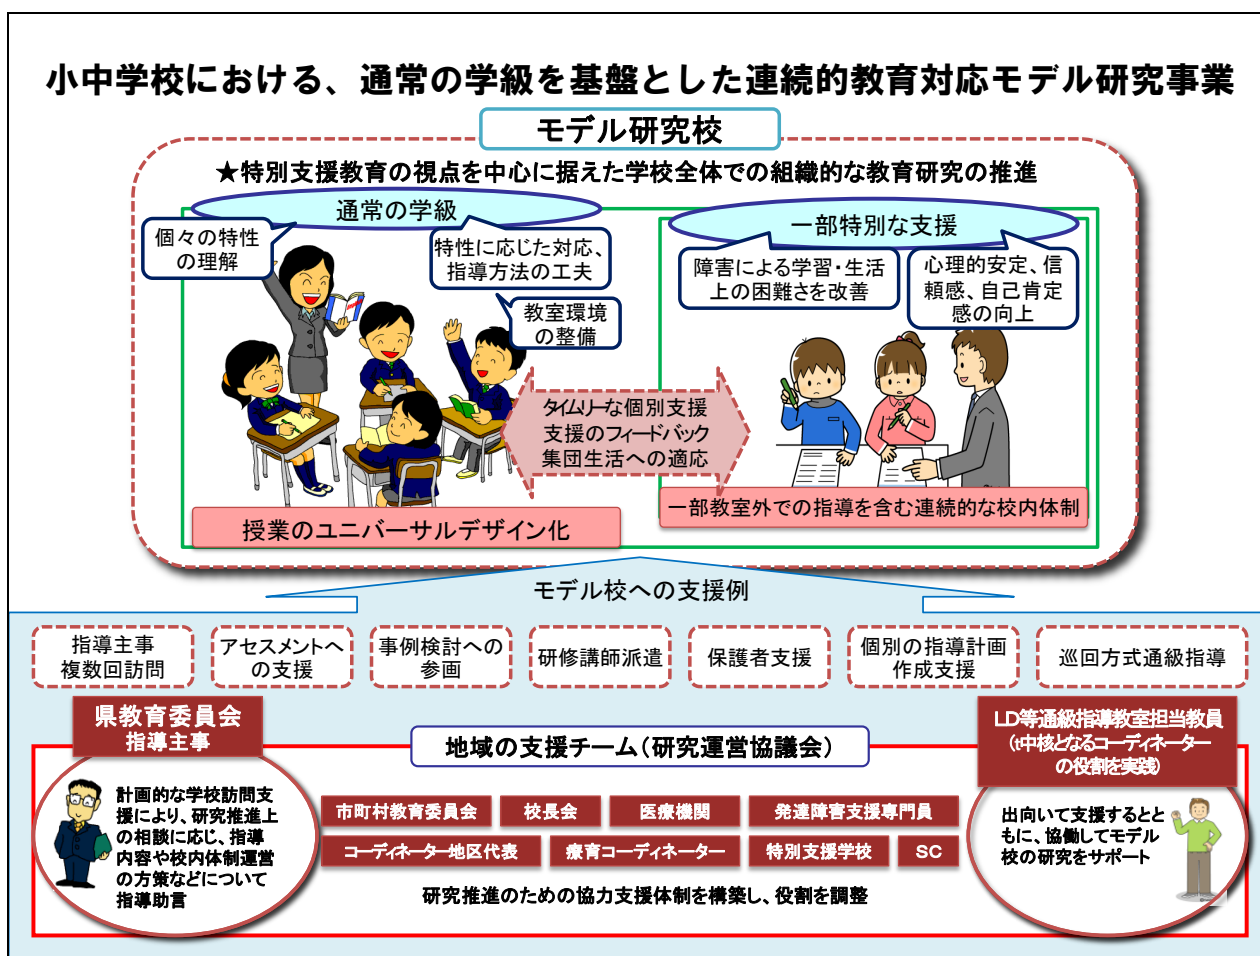 小中学校における、通常の学級を基盤とした連続的教育対応モデル研究事業
モデル研究校
★特別支援教育の視点を中心に据えた学校全体での組織的な教育研究の推進
通常の学級
個々の特性
の理解
特性に応じた対応、
指導方法の工夫
教室環境
の整備
一部特別な支援
障害による学習・生活
上の困難さを改善
心理的安定、信
頼感、自己肯定
感の向上
タイムリーな個別支援
支援のフィードバック
集団生活への適応
授業のユニバーサルデザイン化
一部教室外での指導を含む連続的な校内体制
モデル校への支援例
指導主事
複数回訪問
アセスメントへ
の支援
事例検討への
参画
研修講師派遣
保護者支援
個別の指導計画
作成支援
巡回方式通級指導
県教育委員会
指導主事
計画的な学校訪問支
援により、研究推進上
の相談に応じ、指導
内容や校内体制運営
の方策などについて
指導助言
地域の支援チーム（研究運営協議会）
市町村教育委員会
校長会
医療機関
発達障害支援専門員
コーディネーター地区代表
療育コーディネーター
特別支援学校
SC
研究推進のための協力支援体制を構築し、役割を調整
LD等通級指導教室担当教員
（t中核となるコーディネーター
の役割を実践）
出向いて支援するとと
もに、協働してモデル
校の研究をサポート